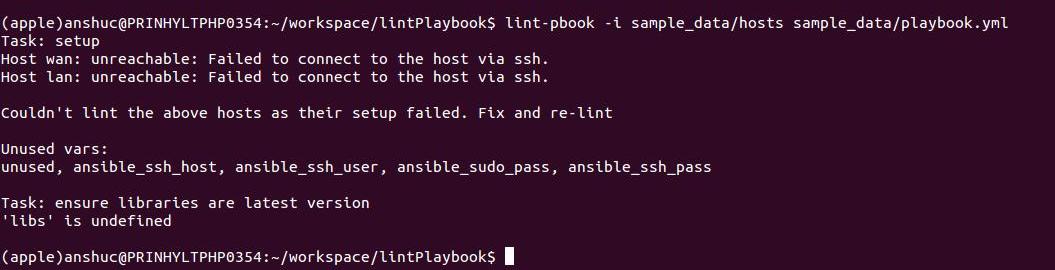 (apple)anshuc@PRINHYLTPHP0354:~/workspace/lintPlaybook$ lint-pbook -i sample_data/hosts sample_data/playbook.yml
Task: setup
Host wan: unreachable: Failed to connect to the host via ssh.
Host lan: unreachable: Failed to connect to the host via ssh.
Couldn't lint the above hosts as their setup failed. Fix and re-lint
Unused vars:
unused, ansible_ssh_host, ansible_ssh_user, ansible_sudo_pass, ansible_ssh_pass
Task: ensure libraries are latest version
'libs' is undefined
(apple)anshuc@PRINHYLTPHP0354:~/workspace/lintPlaybook$